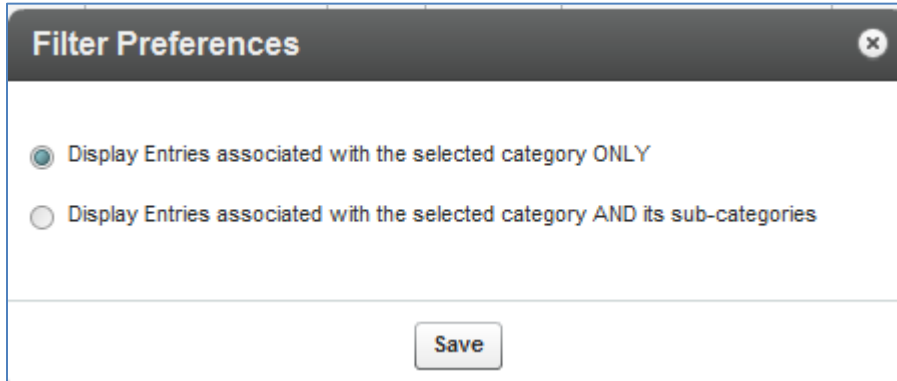 Filter Preferences
Display Entries associated with the selected category ONLY
Display Entries associated with the selected category AND its sub-categories
Save